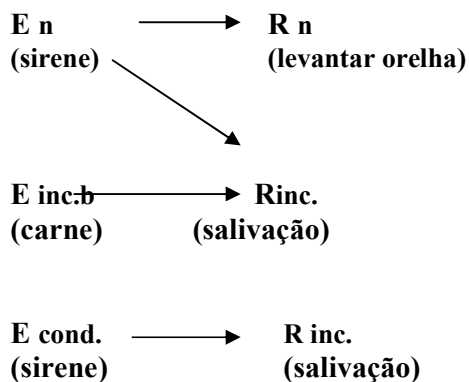 E n R n
(sirene) (levantar orelha)
E inc.b Rinc.
(carne) (salivação)
E cond. R inc.
(sirene) (salivação)